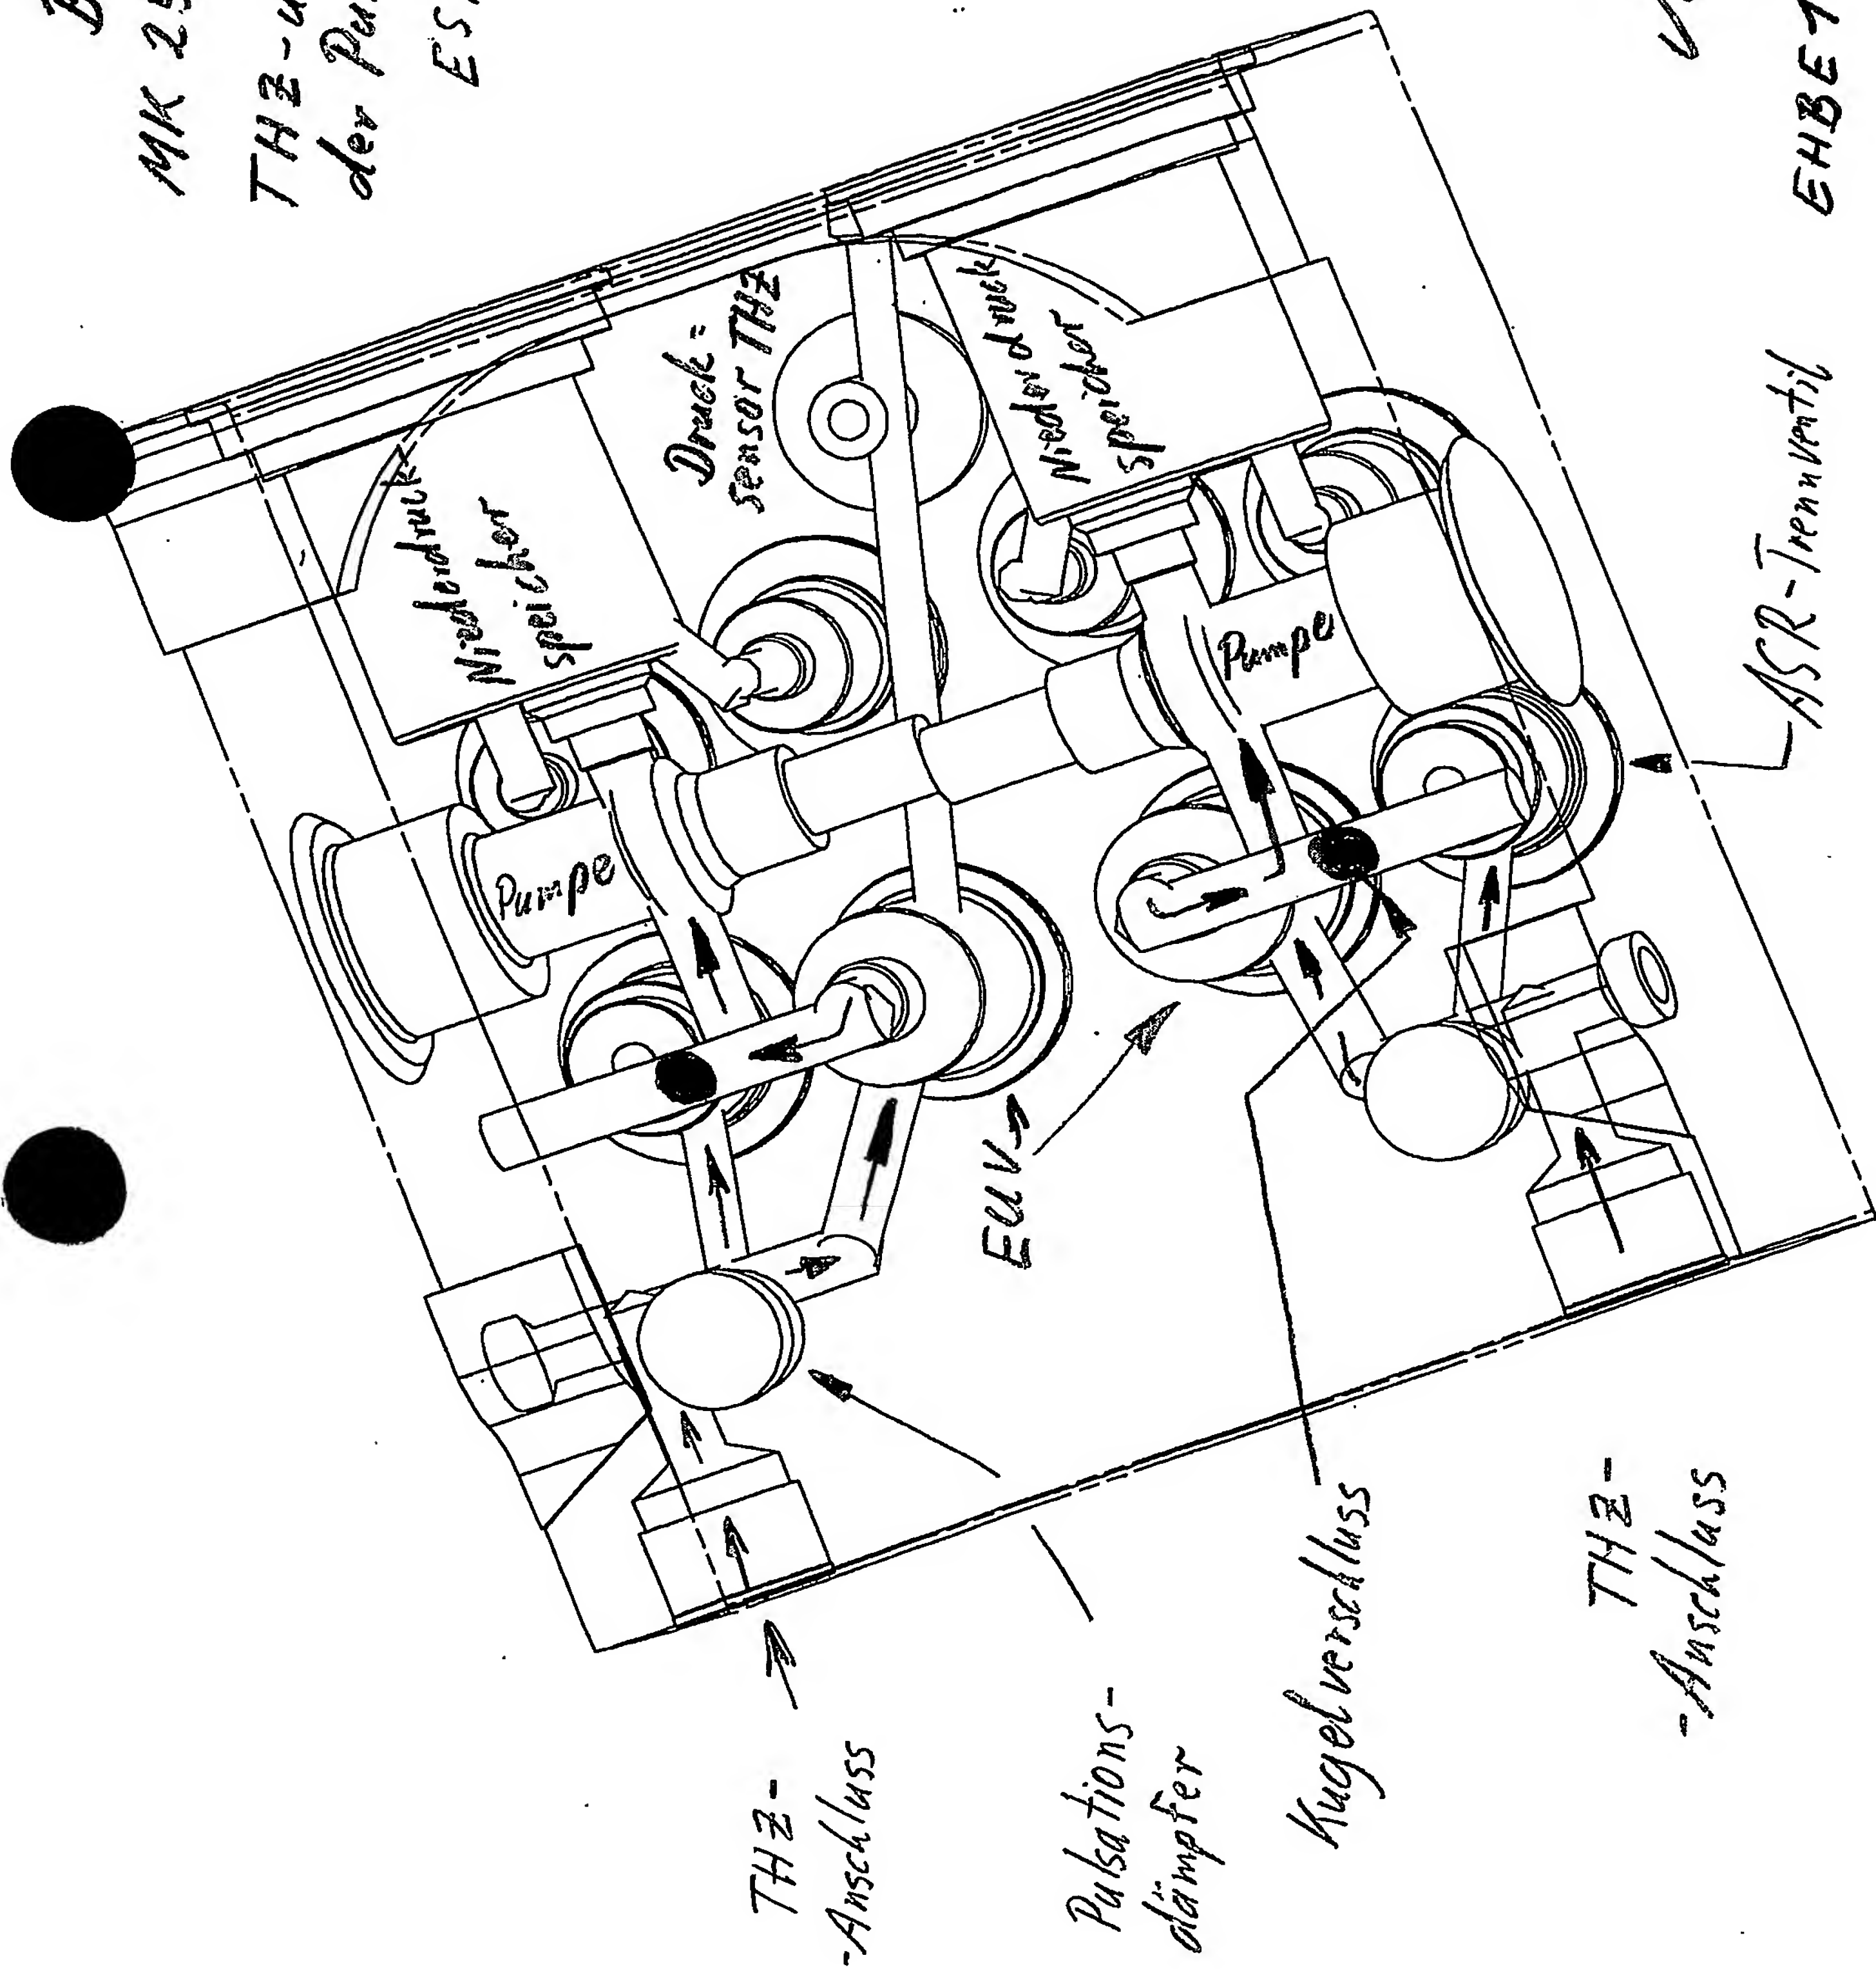 MK 25
THZ-u
der Pu
ES
EHBE
Niederdruck
speicher
Druck=
sensor THZ
Niederdruck
speicher
Pumpe
Pumpe
EUV
ASR-Trennventil
THZ-
-Anschluss
Pulsations-
dämpfer
Kugelverschluss
THZ-
-Anschluss